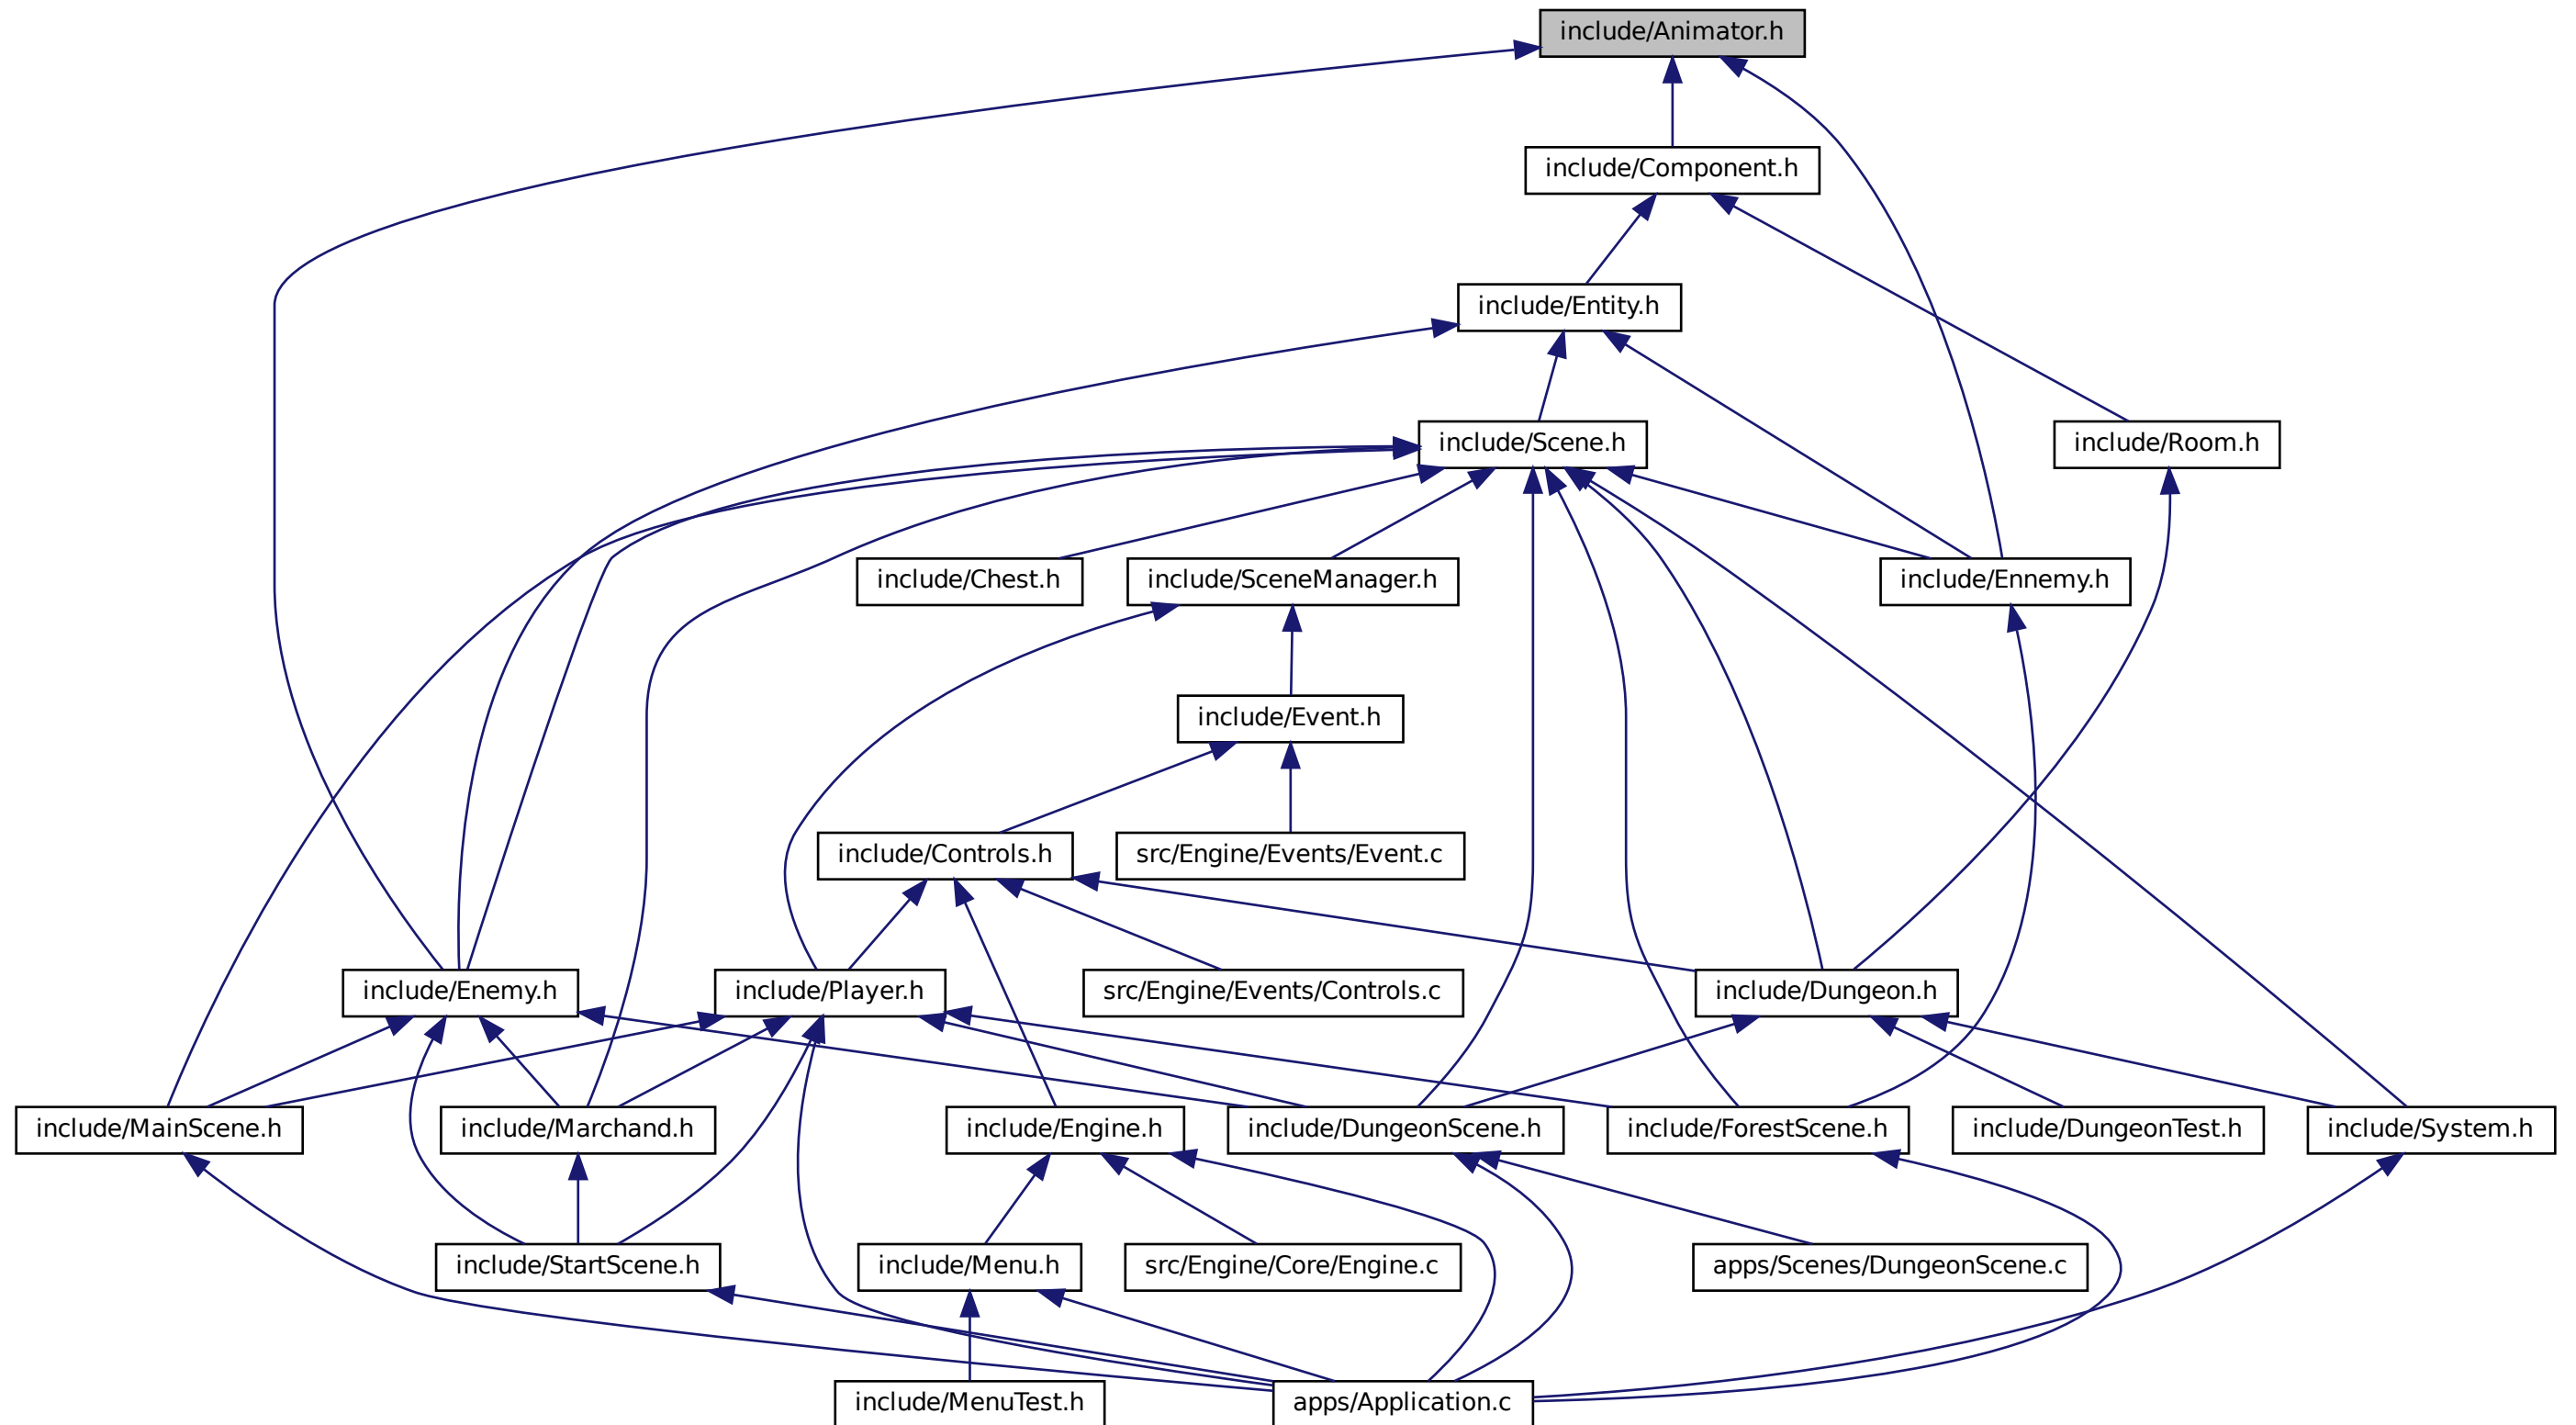 include/Animator.h
include/Component.h
include/Entity.h
include/Scene.h
include/Room.h
include/Chest.h
include/SceneManager.h
include/Ennemy.h
include/Event.h
include/Controls.h
src/Engine/Events/Event.c
include/Enemy.h
include/Player.h
src/Engine/Events/Controls.c
include/Dungeon.h
include/MainScene.h
include/Marchand.h
include/Engine.h
include/DungeonScene.h
include/ForestScene.h
include/DungeonTest.h
include/System.h
include/StartScene.h
include/Menu.h
src/Engine/Core/Engine.c
apps/Scenes/DungeonScene.c
include/MenuTest.h
apps/Application.c